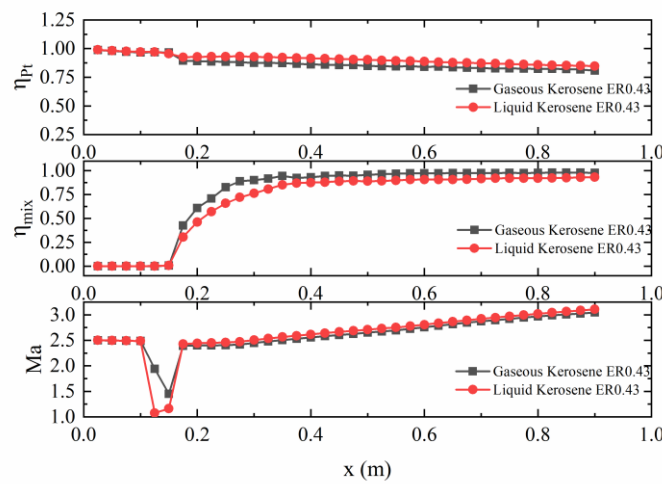 1.25
1.00
0.75
0.50
0.25
η_Pt
Gaseous Kerosene ER0.43
Liquid Kerosene ER0.43
0.0 0.2 0.4 0.6 0.8 1.0
1.00
0.75
0.50
0.25
0.00
η_mix
Gaseous Kerosene ER0.43
Liquid Kerosene ER0.43
0.0 0.2 0.4 0.6 0.8 1.0
3.0
2.5
2.0
1.5
1.0
Ma
Gaseous Kerosene ER0.43
Liquid Kerosene ER0.43
0.0 0.2 0.4 0.6 0.8 1.0
x (m)